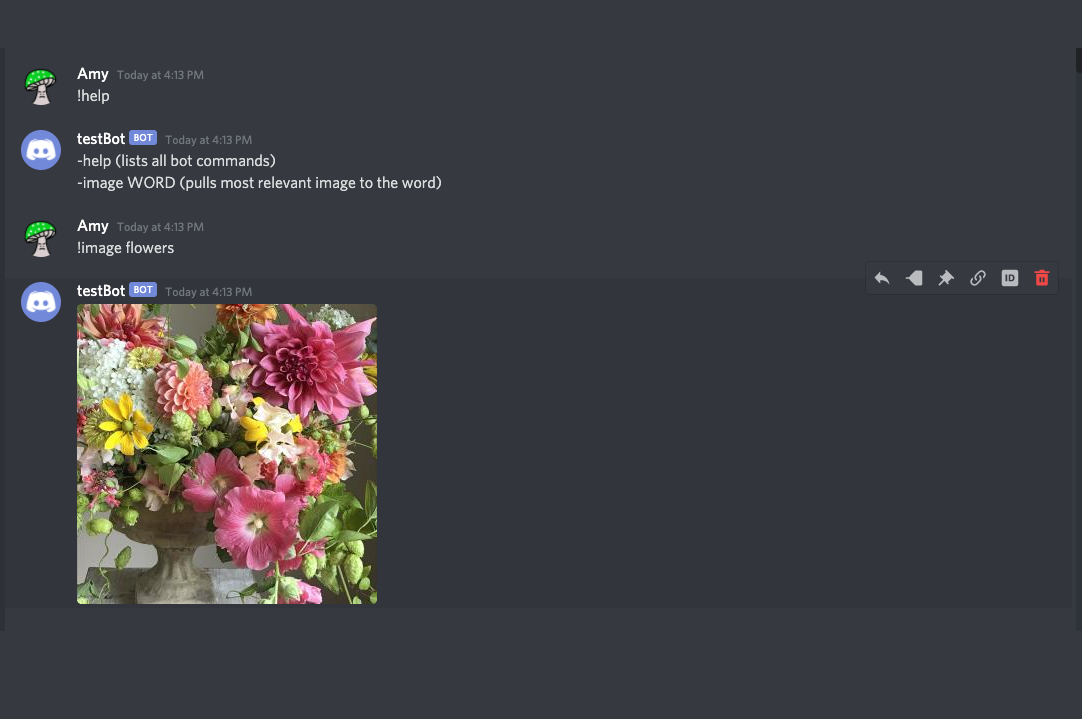 Amy Today at 4:13 PM
!help
testBot BOT Today at 4:13 PM
-help (lists all bot commands)
-image WORD (pulls most relevant image to the word)
Amy Today at 4:13 PM
!image flowers
ID
testBot BOT Today at 4:13 PM